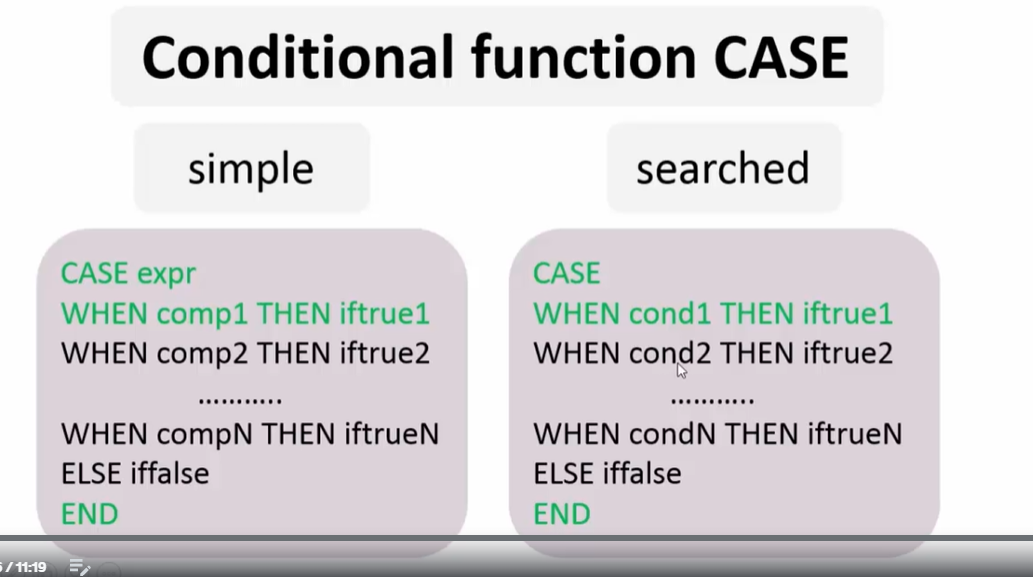 Conditional function CASE
simple
CASE expr
WHEN comp1 THEN iftrue1
WHEN comp2 THEN iftrue2
...........
WHEN compN THEN iftrueN
ELSE iffalse
END
searched
CASE
WHEN cond1 THEN iftrue1
WHEN cond2 THEN iftrue2
...........
WHEN condN THEN iftrueN
ELSE iffalse
END
/ 11:19